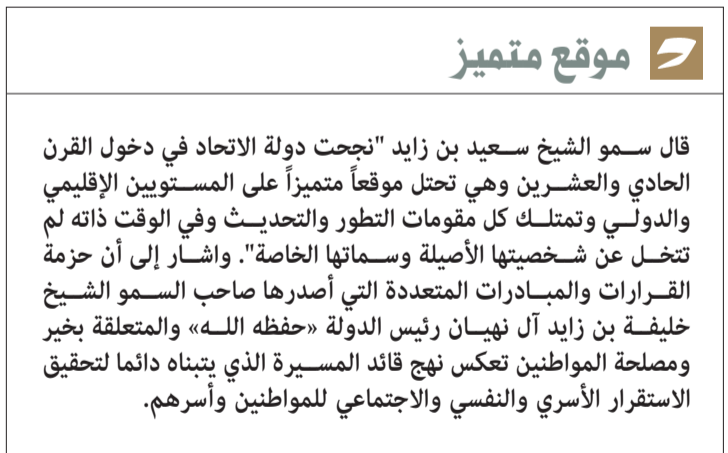 موقع متميز
قال سمو الشيخ سعيد بن زايد "نجحت دولة الاتحاد في دخول القرن
الحادي والعشرين وهي تحتل موقعاً متميزاً على المستويين الإقليمي
والدولي وتمتلك كل مقومات التطور والتحديث وفي الوقت ذاته لم
تتخل عن شخصيتها الأصيلة وسماتها الخاصة". واشار إلى أن حزمة
القرارات والمبادرات المتعددة التي أصدرها صاحب السمو الشيخ
خليفة بن زايد آل نهيان رئيس الدولة «حفظه الله» والمتعلقة بخير
ومصلحة المواطنين تعكس نهج قائد المسيرة الذي يتبناه دائما لتحقيق
الاستقرار الأسري والنفسي والاجتماعي للمواطنين وأسرهم.